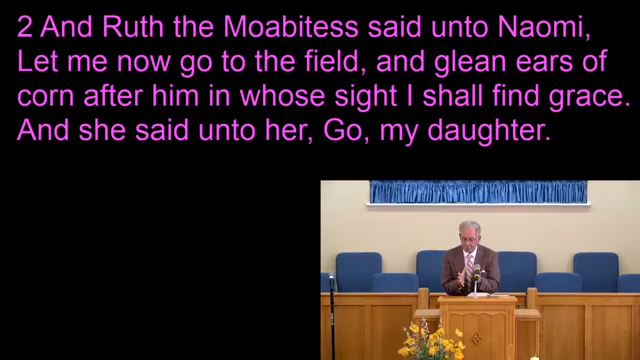 2 And Ruth the Moabitess said unto Naomi,
Let me now go to the field, and glean ears of
corn after him in whose sight I shall find grace.
And she said unto her, Go, my daughter.